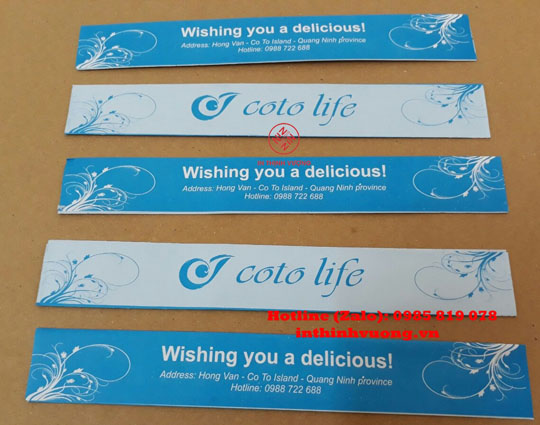 Wishing you a delicious!
Address: Hong Van - Co To Island - Quang Ninh province
Hotline: 0988 722 688
coto life
Wishing you a delicious!
Address: Hong Van - Co To Island - Quang Ninh province
Hotline: 0988 722 688
coto life
Hotline (Zalo): 0985 819 078
inthinhvuong.vn
Wishing you a delicious!
Address: Hong Van - Co To Island - Quang Ninh province
Hotline: 0988 722 688